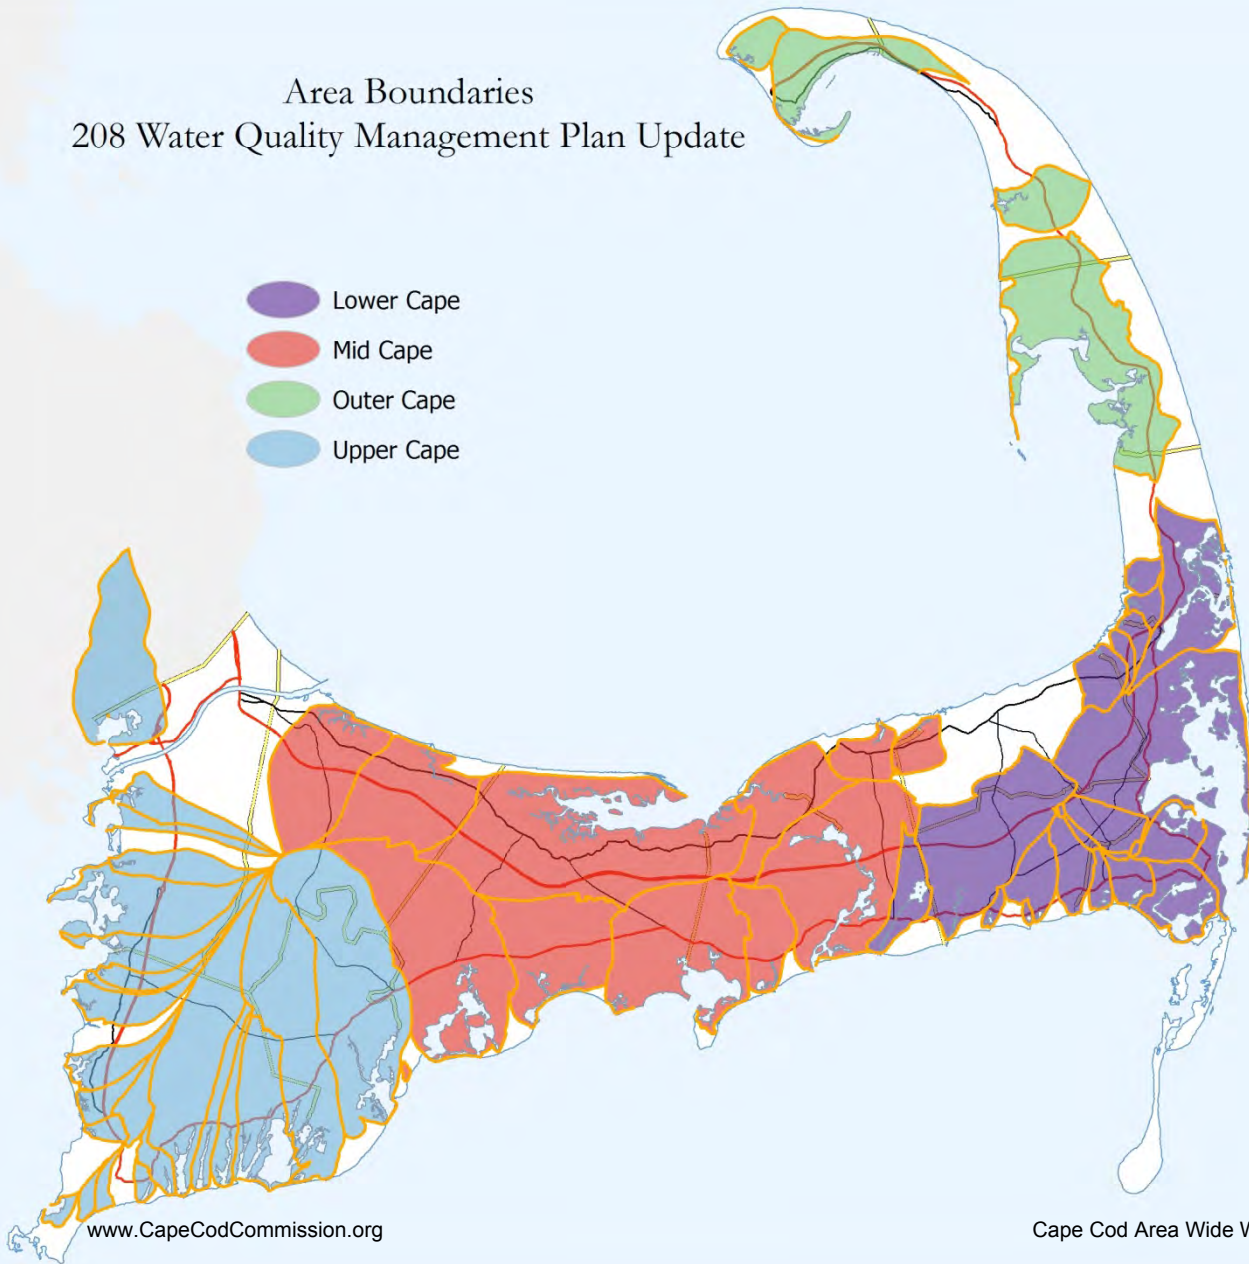 Area Boundaries
208 Water Quality Management Plan Update
Lower Cape
Mid Cape
Outer Cape
Upper Cape
www.CapeCodCommission.org
Cape Cod Area Wide W